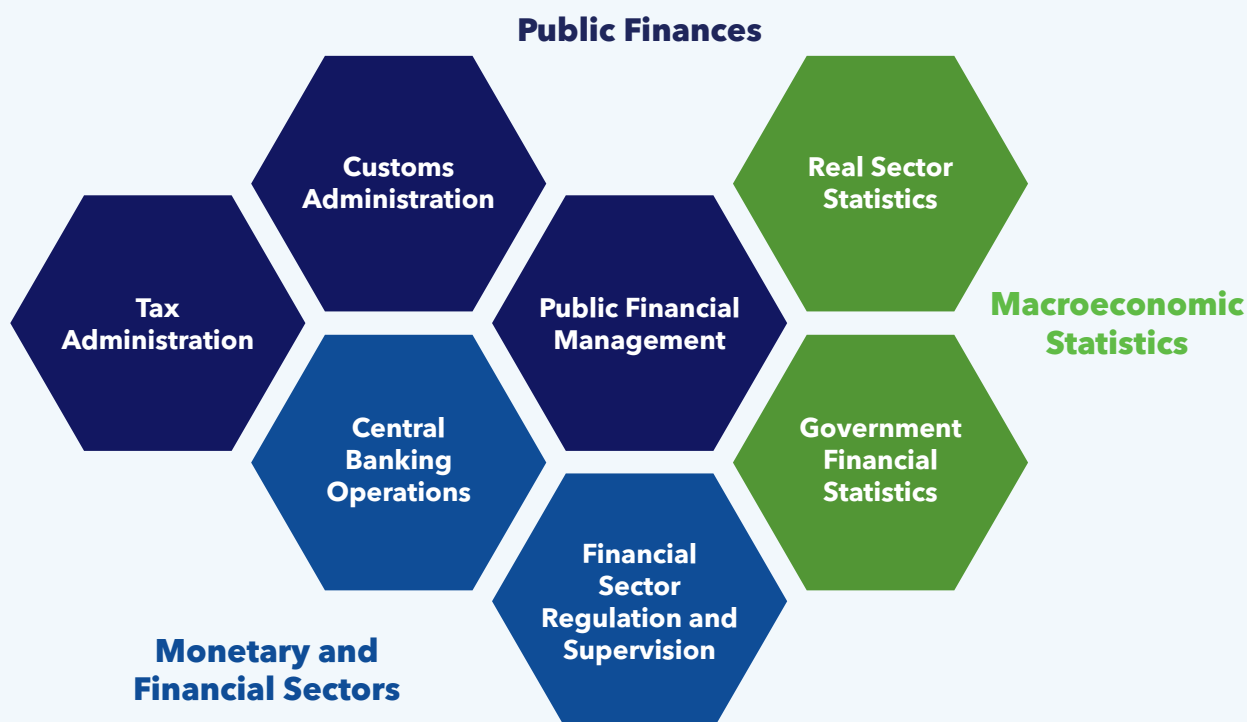 Public Finances
Customs
Administration
Real Sector
Statistics
Tax
Administration
Public Financial
Management
Macroeconomic
Statistics
Central
Banking
Operations
Government
Financial
Statistics
Financial
Sector
Regulation and
Supervision
Monetary and
Financial Sectors